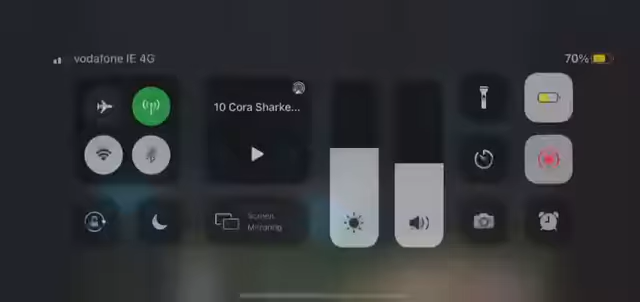 vodafone IE 4G
70%
10 Cora Sharke...
Screen
Mirroring